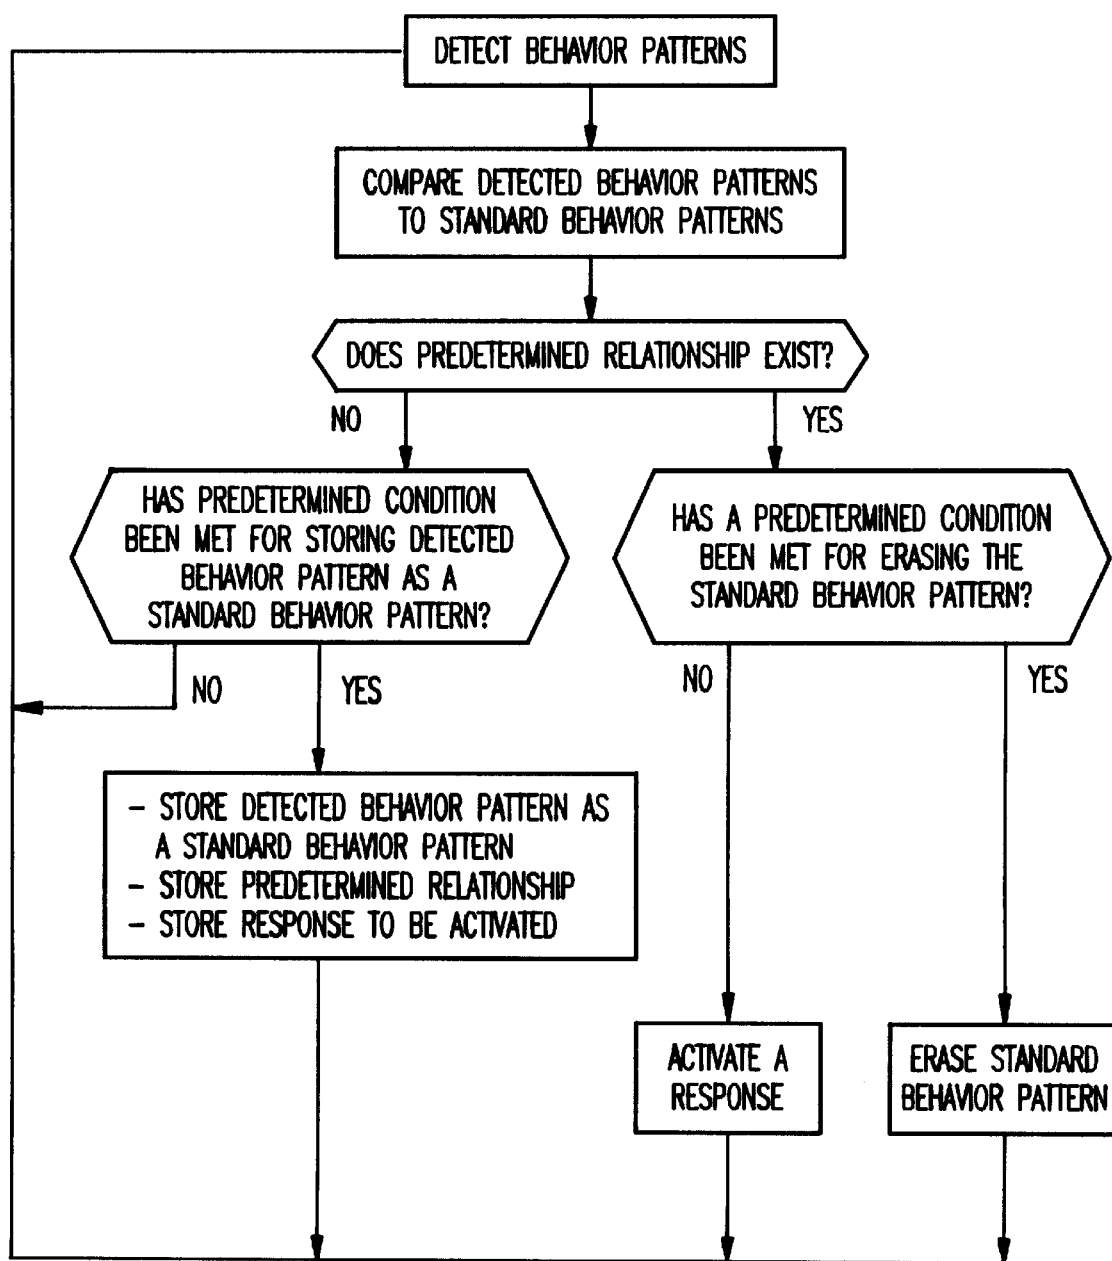 DETECT BEHAVIOR PATTERNS
COMPARE DETECTED BEHAVIOR PATTERNS
TO STANDARD BEHAVIOR PATTERNS
DOES PREDETERMINED RELATIONSHIP EXIST?
NO
YES
HAS PREDETERMINED CONDITION
BEEN MET FOR STORING DETECTED
BEHAVIOR PATTERN AS A
STANDARD BEHAVIOR PATTERN?
HAS A PREDETERMINED CONDITION
BEEN MET FOR ERASING THE
STANDARD BEHAVIOR PATTERN?
NO
YES
NO
YES
– STORE DETECTED BEHAVIOR PATTERN AS
A STANDARD BEHAVIOR PATTERN
– STORE PREDETERMINED RELATIONSHIP
– STORE RESPONSE TO BE ACTIVATED
ACTIVATE A
RESPONSE
ERASE STANDARD
BEHAVIOR PATTERN